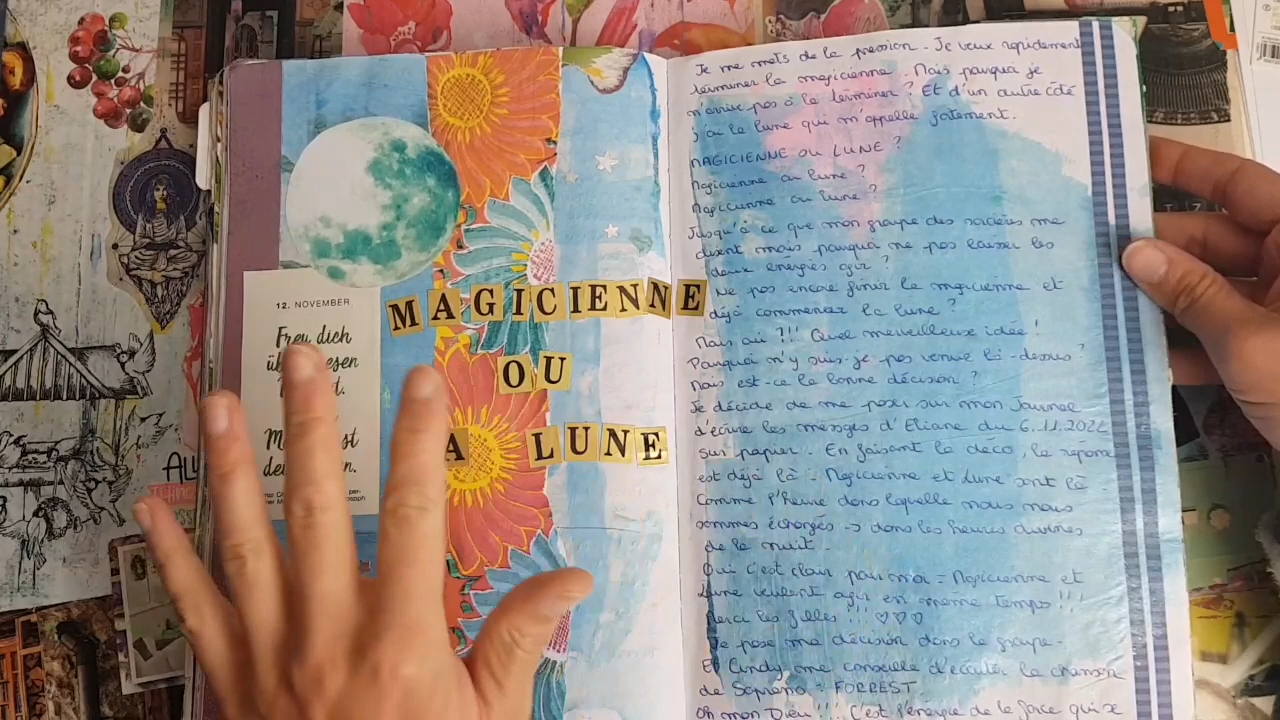 12. NOVEMBER
Freu dich
MAGICIENNE
OU
A LUNE
Je me mets de la pression - Je veux rapidement
terminer la magicienne. Mais pourquoi je
n'arrive pas à la terminer ? Et d'un autre côté
j'ai la lune qui m'appelle fortement.
MAGICIENNE OU LUNE ?
Magicienne ou lune ?
Magicienne ou lune ?
Jusqu'à ce que mon groupe des sorcières me
disent mais pourquoi ne pas laisser les
deux énergies agir ?
Ne pas encore finir la magicienne et
déjà commencer la lune ?
Mais oui ?!! Quel merveilleux idée !
Pourquoi n'y suis-je pas venue là-dessus ?
Mais est-ce la bonne décision ?
Je décide de me poser sur mon Journal
d'écrire les messages d'Eliane du 6.11.2022
sur papier. En faisant la déco, la réponse
est déjà là - Magicienne et Lune sont là -
Comme l'heure dans laquelle nous nous
sommes échangés -> dans les heures divines
de la nuit.
Oui c'est clair pour moi = Magicienne et
Lune veulent agir en même temps !!!
Merci les filles !!! ♡♡♡
Je pose ma décision dans le groupe -
Et Cindy me conseille d'écouter la chanson
de Soprano = FORREST
Oh mon Dieu !!! C'est l'énergie de la force qui se